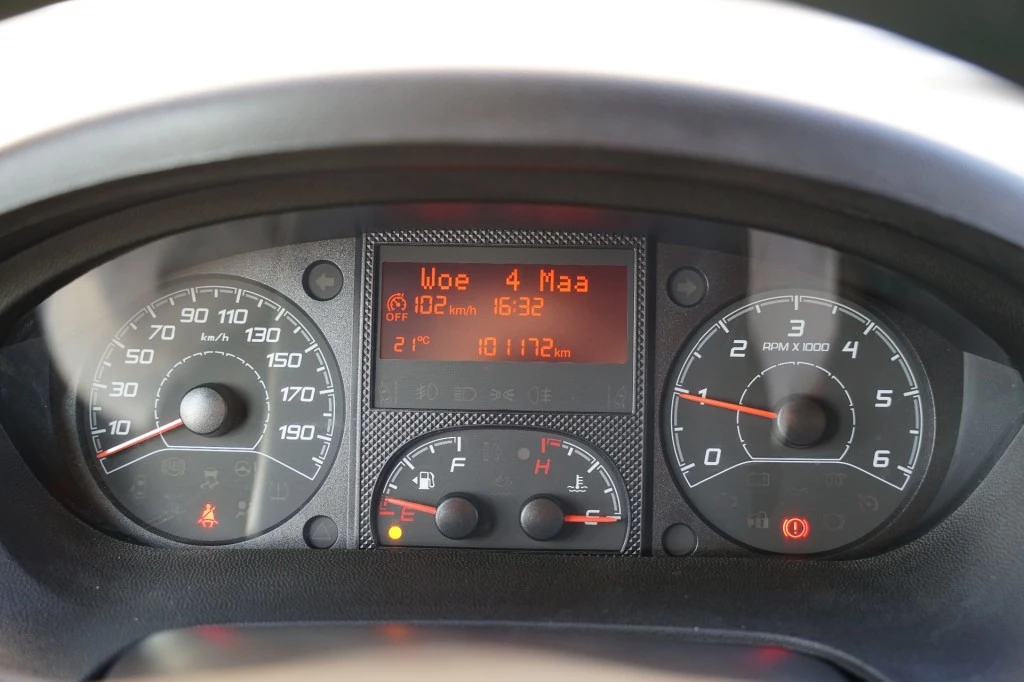 Woe 4 Maa
OFF 102 km/h 16:32
21°C 101172 km
10 30 50 70 90 110 130 150 170 190
km/h
F
E
H
C
0 1 2 3 4 5 6
RPM X 1000